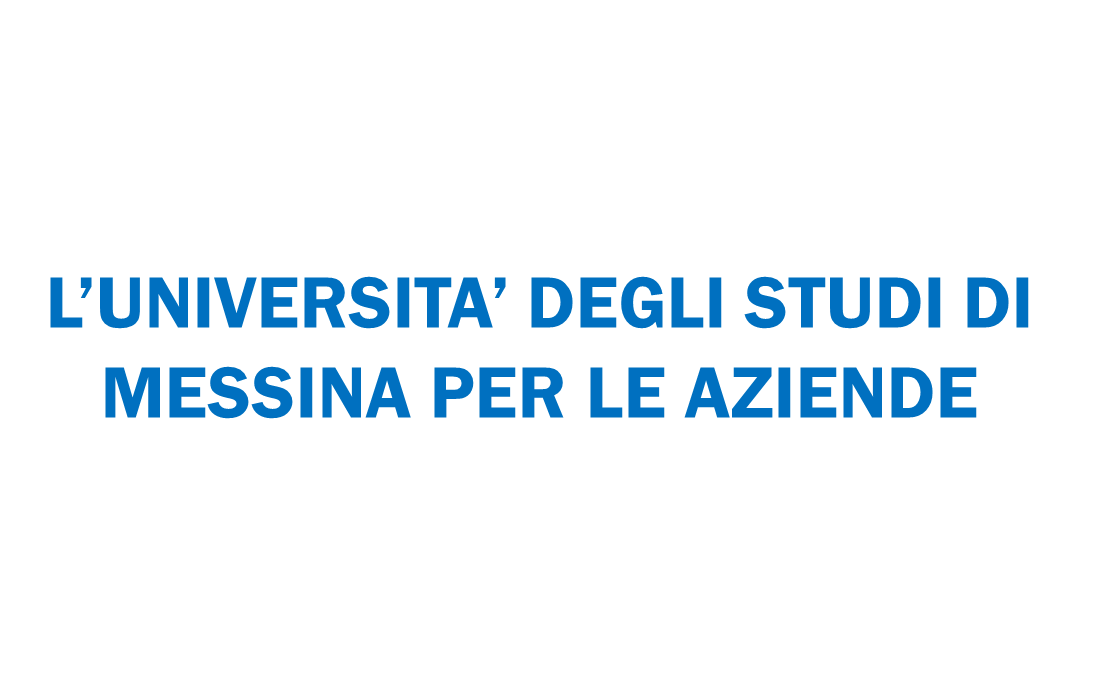 L’UNIVERSITA’ DEGLI STUDI DI
MESSINA PER LE AZIENDE